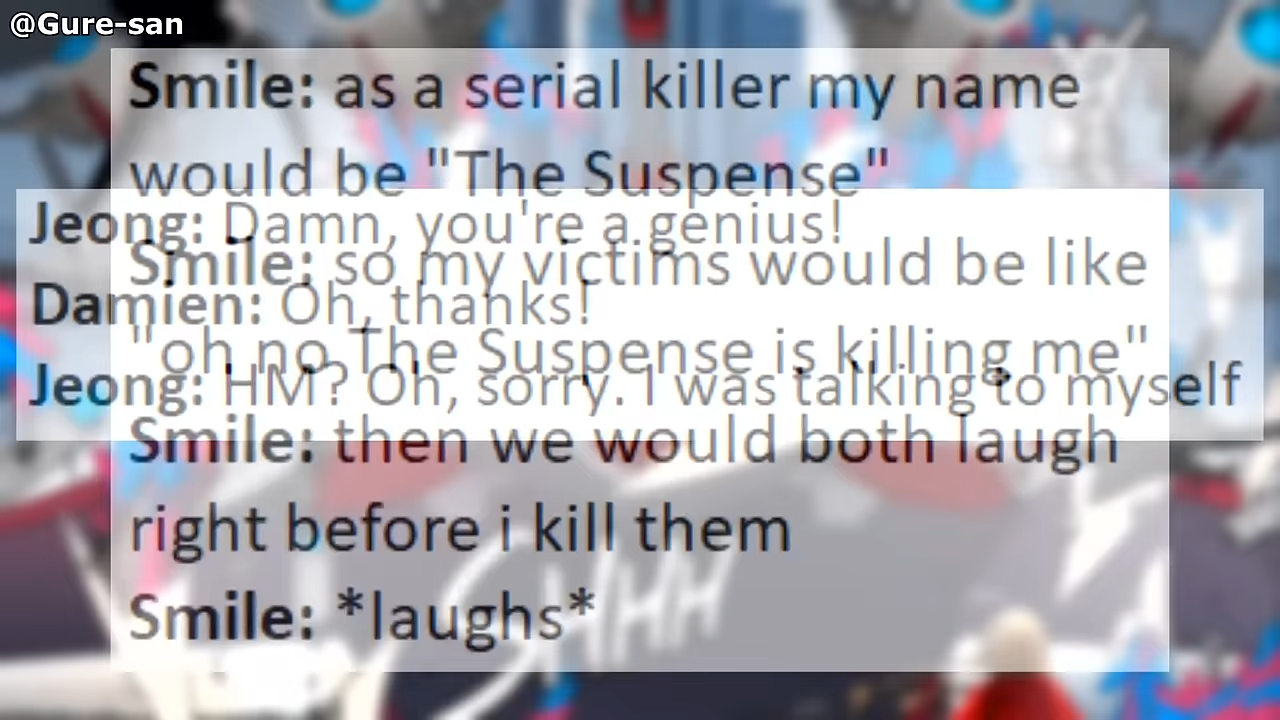 @Gure-san
Smile: as a serial killer my name
would be "The Suspense"
Smile: so my victims would be like
"oh no The Suspense is killing me"
Smile: then we would both laugh
right before i kill them
Smile: *laughs*
Jeong: Damn, you're a genius!
Damien: Oh, thanks!
Jeong: HM? Oh, sorry. I was talking to myself
SHHH